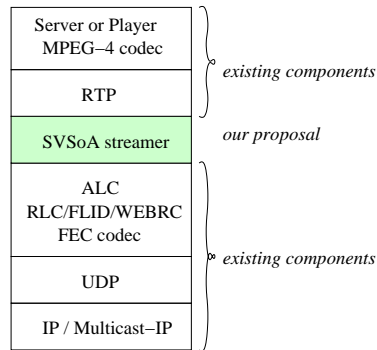 Server or Player
MPEG–4 codec
existing components
RTP
our proposal
SVSoA streamer
ALC
RLC/FLID/WEBRC
FEC codec
existing components
UDP
IP / Multicast–IP